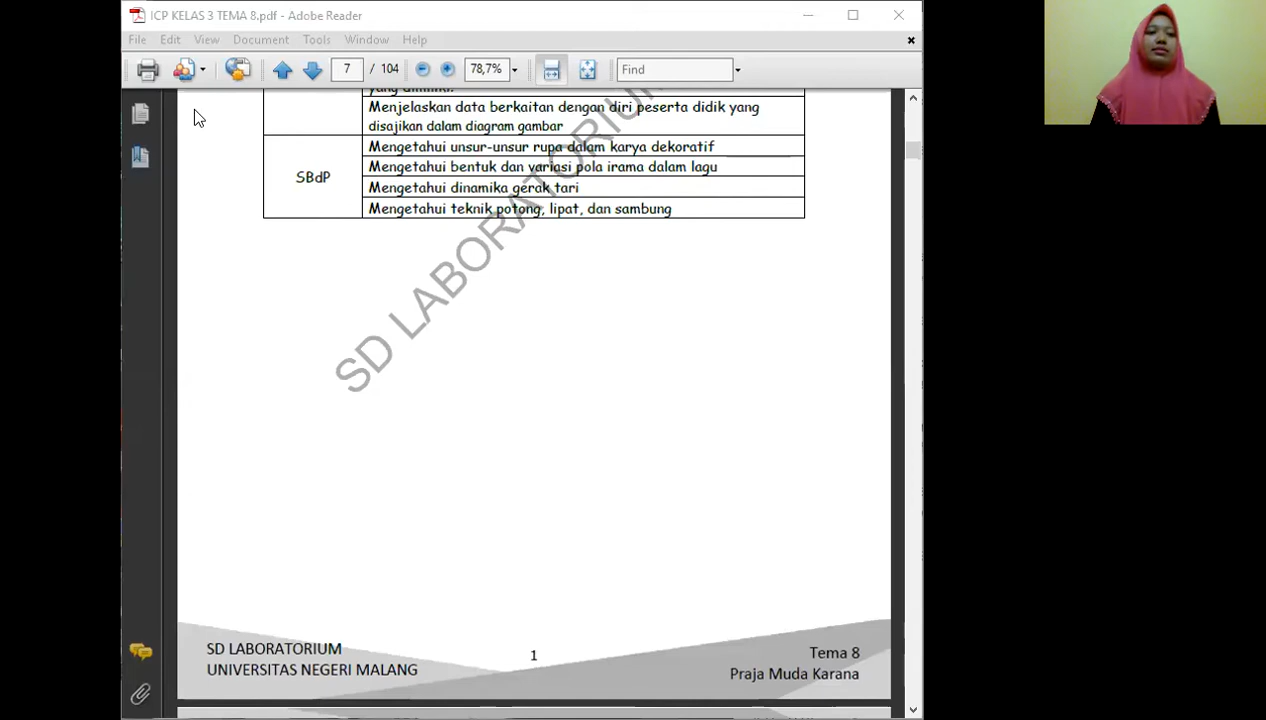 ICP KELAS 3 TEMA 8.pdf - Adobe Reader
File Edit View Document Tools Window Help
7 / 104 78,7% Find
yang dimiliki.
Menjelaskan data berkaitan dengan diri peserta didik yang
disajikan dalam diagram gambar
SBdP
Mengetahui unsur-unsur rupa dalam karya dekoratif
Mengetahui bentuk dan variasi pola irama dalam lagu
Mengetahui dinamika gerak tari
Mengetahui teknik potong, lipat, dan sambung
SD LABORATORIUM
SD LABORATORIUM
UNIVERSITAS NEGERI MALANG
1
Tema 8
Praja Muda Karana